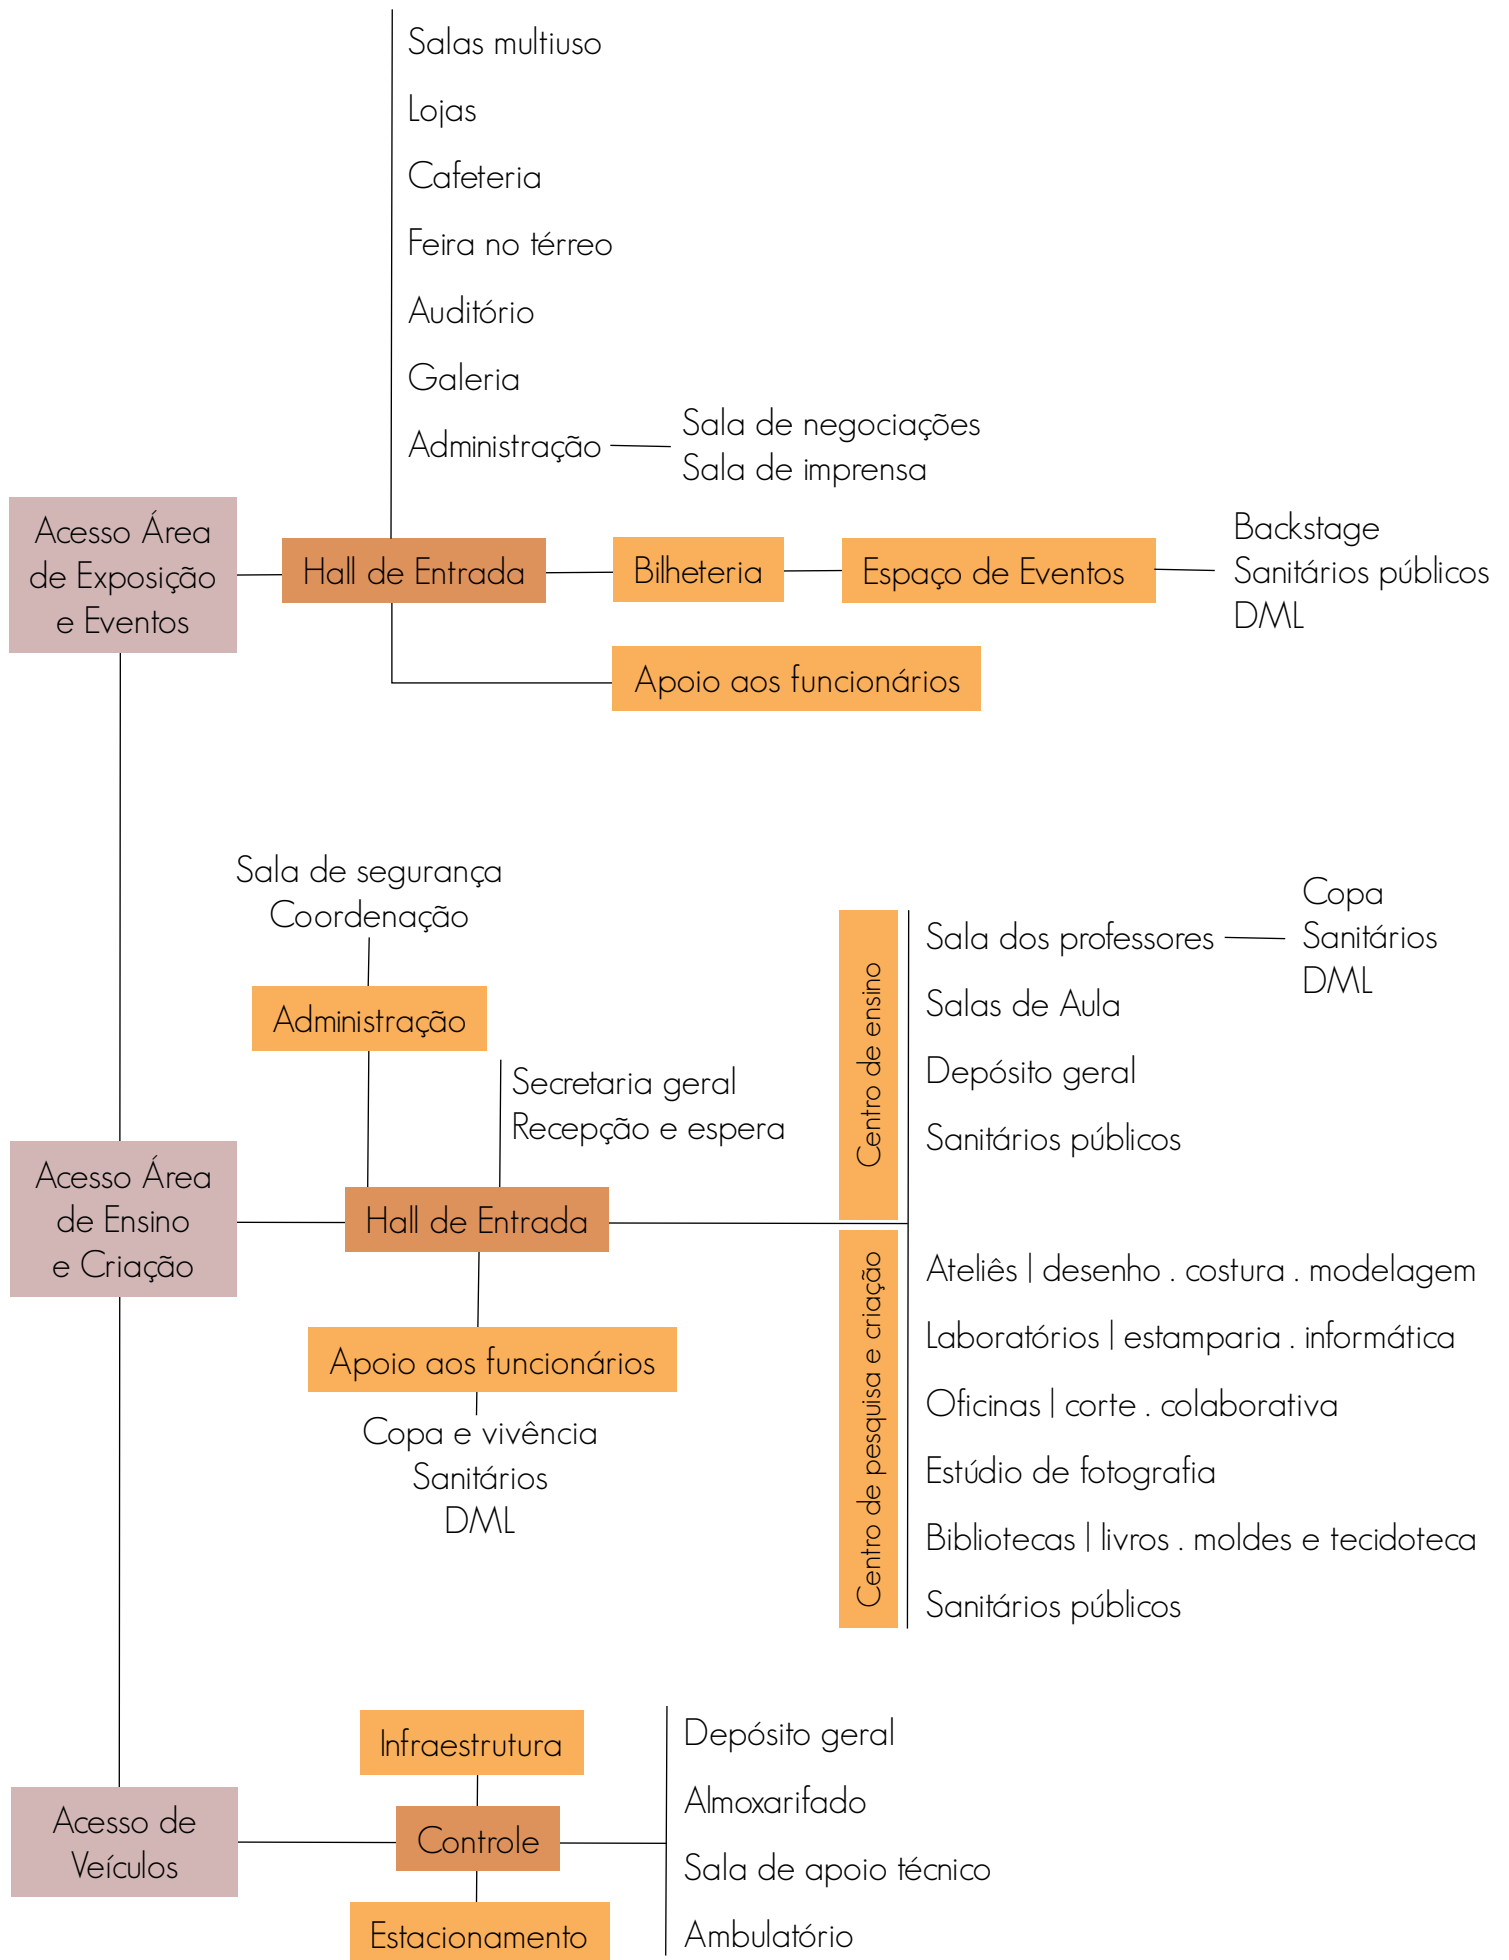 Salas multiuso
Lojas
Cafeteria
Feira no térreo
Auditório
Galeria
Administração
Sala de negociações
Sala de imprensa
Acesso Área
de Exposição
e Eventos
Hall de Entrada
Bilheteria
Espaço de Eventos
Backstage
Sanitários públicos
DML
Apoio aos funcionários
Sala de segurança
Coordenação
Administração
Secretaria geral
Recepção e espera
Acesso Área
de Ensino
e Criação
Hall de Entrada
Apoio aos funcionários
Copa e vivência
Sanitários
DML
Centro de ensino
Sala dos professores
Copa
Sanitários
DML
Salas de Aula
Depósito geral
Sanitários públicos
Centro de pesquisa e criação
Ateliês | desenho . costura . modelagem
Laboratórios | estamparia . informática
Oficinas | corte . colaborativa
Estúdio de fotografia
Bibliotecas | livros . moldes e tecidoteca
Sanitários públicos
Acesso de
Veículos
Infraestrutura
Controle
Estacionamento
Depósito geral
Almoxarifado
Sala de apoio técnico
Ambulatório